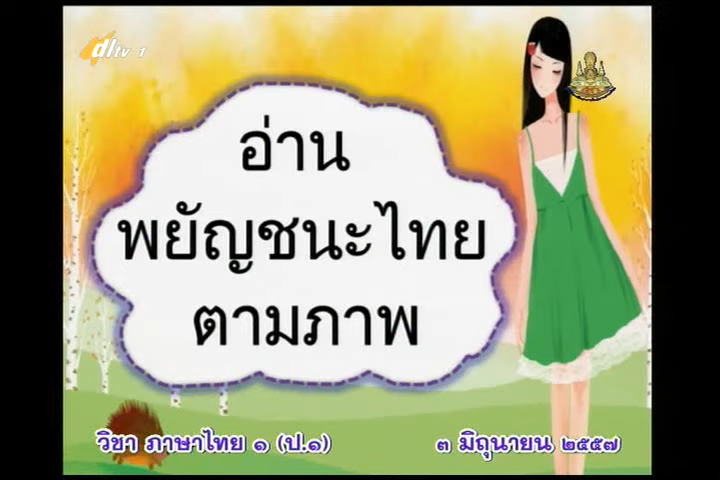 dltv 1
อ่าน
พยัญชนะไทย
ตามภาพ
วิชา ภาษาไทย ๑ (ป.๑)
๓ มิถุนายน ๒๕๕๗